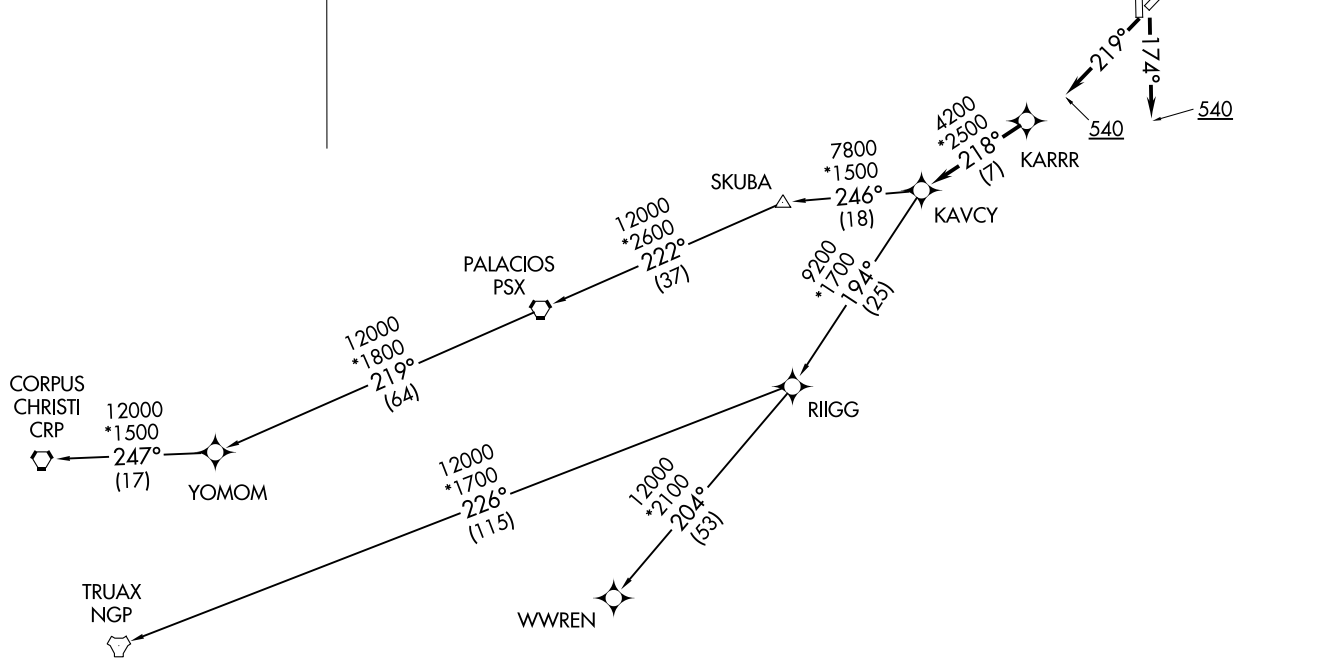 219°
174°
540
540
4200
*2500
218°
(7)
KARRR
7800
*1500
246°
(18)
SKUBA
KAVCY
12000
*2600
222°
(37)
9200
*1700
194°
(25)
PALACIOS
PSX
12000
*1800
219°
(64)
CORPUS
CHRISTI
CRP
12000
*1500
247°
(17)
YOMOM
RIIGG
12000
*1700
226°
(115)
12000
*2100
204°
(53)
TRUAX
NGP
WWREN